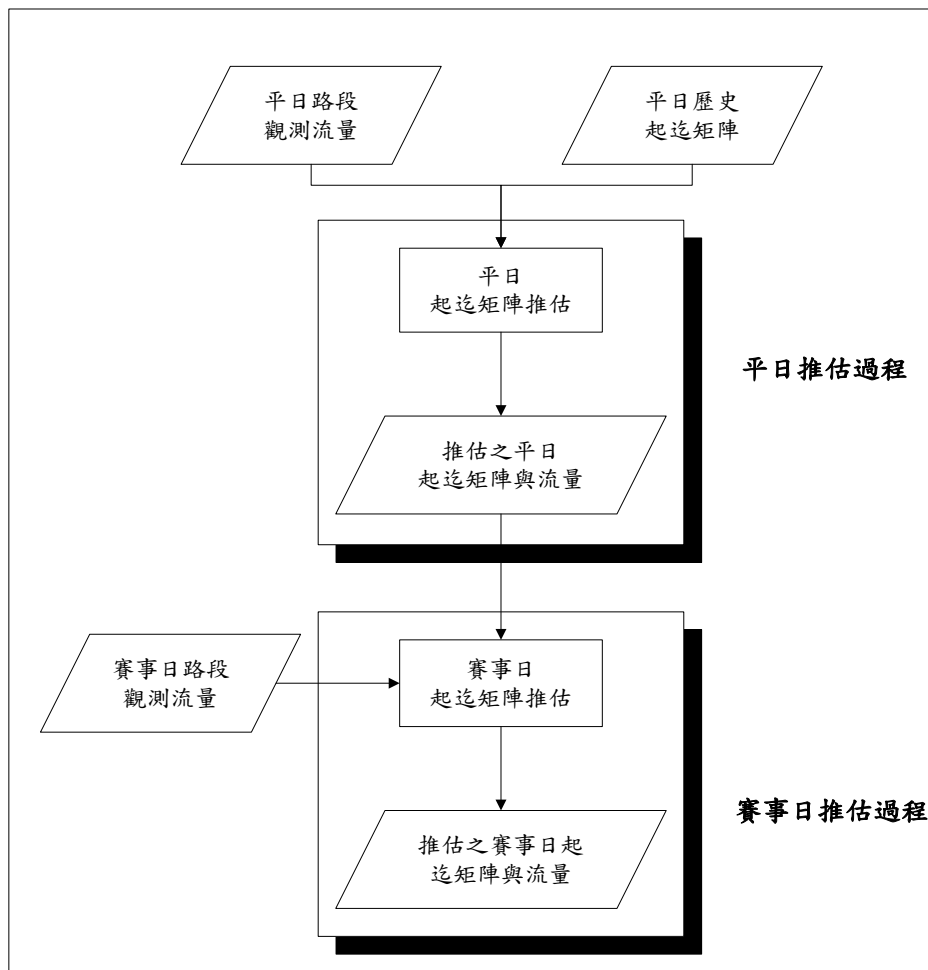 平日路段
觀測流量
平日歷史
起迄矩陣
平日
起迄矩陣推估
平日推估過程
推估之平日
起迄矩陣與流量
賽事日路段
觀測流量
賽事日
起迄矩陣推估
賽事日推估過程
推估之賽事日起
迄矩陣與流量